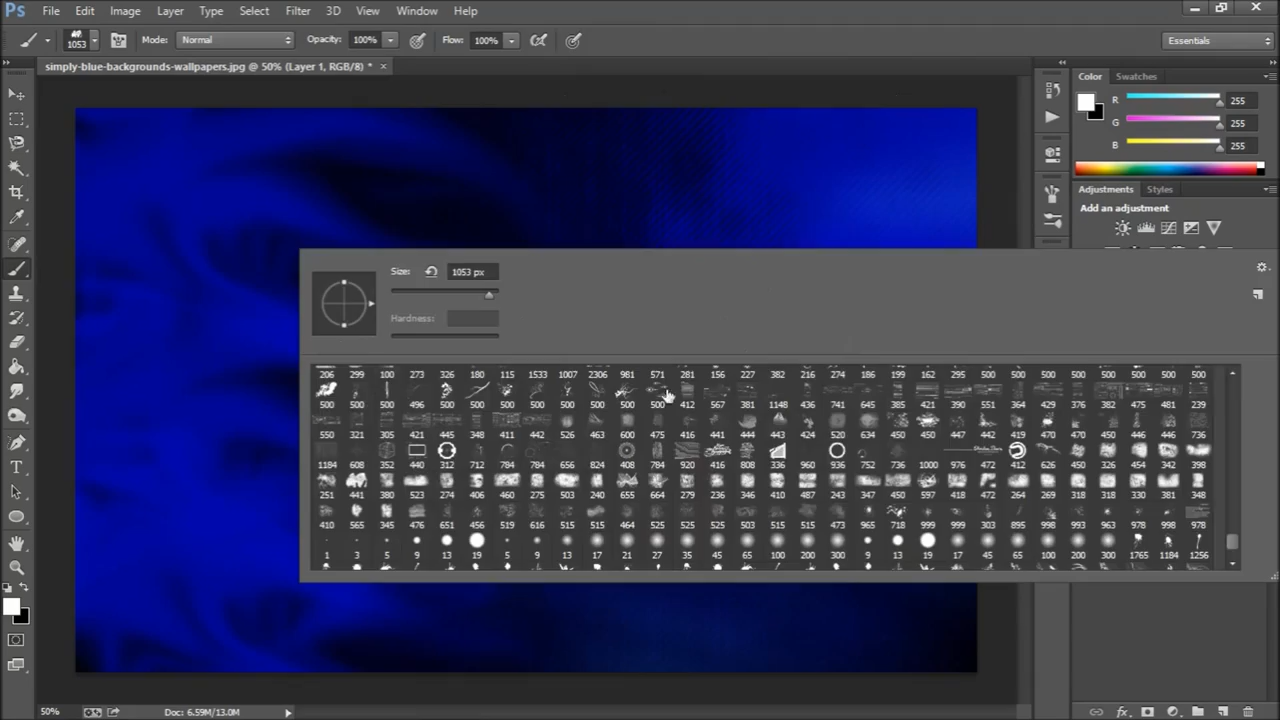 Ps File Edit Image Layer Type Select Filter 3D View Window Help
1053 Mode: Normal Opacity: 100% Flow: 100% Essentials
simply-blue-backgrounds-wallpapers.jpg @ 50% (Layer 1, RGB/8) * ×
Color Swatches
R 255
G 255
B 255
Adjustments Styles
Add an adjustment
Size: 1053 px
Hardness:
206 299 100 273 326 180 115 1533 1007 2306 981 571 281 156 227 382 216 274 186 199 162 295 500 500 500 500 500 500 500 500
500 500 500 496 500 500 500 500 500 500 500 500 412 567 381 1148 436 741 645 385 421 390 551 364 429 376 382 475 481 239
550 321 305 421 445 348 411 442 526 463 600 475 416 441 444 443 424 520 634 450 450 447 442 419 470 467 450 446 446 736
1184 608 352 440 312 712 784 784 656 824 408 784 920 416 808 336 960 936 752 736 1000 976 472 412 626 450 326 454 342 398
251 441 380 523 274 406 460 275 503 240 655 664 279 236 346 410 487 243 347 450 597 418 472 264 269 318 318 330 381 348
410 565 345 476 651 456 519 616 515 515 464 525 525 525 503 515 515 473 965 718 999 999 303 895 998 993 963 978 998 978
1 3 5 9 13 19 5 9 13 17 21 27 35 45 65 100 200 300 9 13 19 17 45 65 100 200 300 1765 1184 1256
50% Doc: 6.59M/13.0M